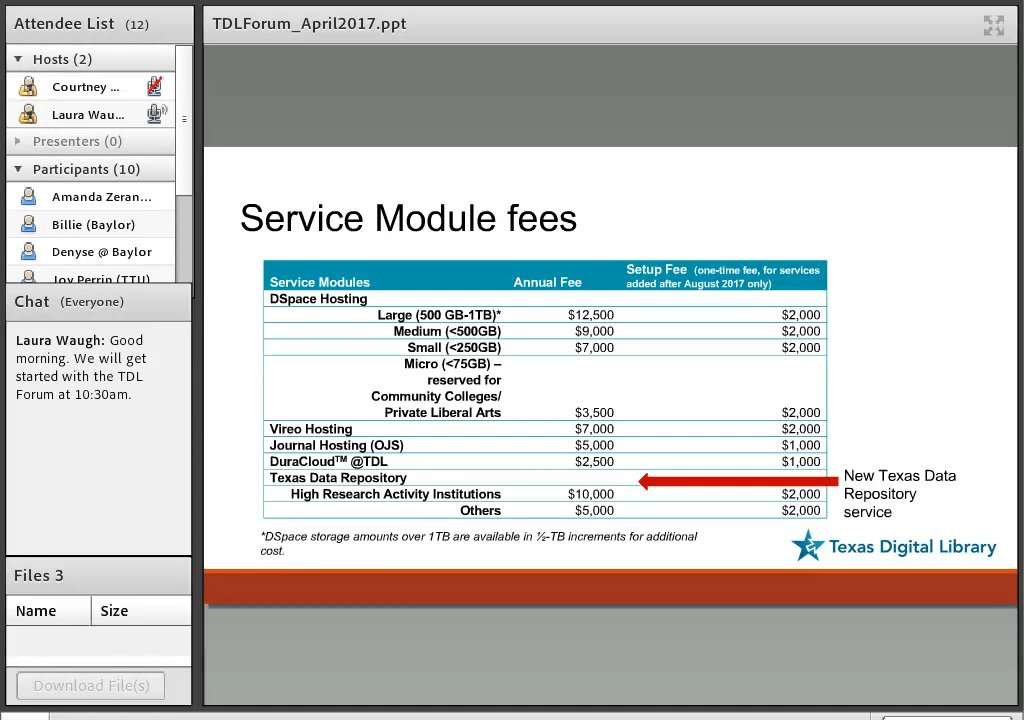 Attendee List (12)
Hosts (2)
Courtney ...
Laura Wau...
Presenters (0)
Participants (10)
Amanda Zeran...
Billie (Baylor)
Denyse @ Baylor
Joy Perrin (TTU)
Chat (Everyone)
Laura Waugh: Good
morning. We will get
started with the TDL
Forum at 10:30am.
Files 3
Name Size
Download File(s)
TDLForum_April2017.ppt
Service Module fees
Service Modules Annual Fee Setup Fee (one-time fee, for services
added after August 2017 only)
DSpace Hosting
Large (500 GB-1TB)* $12,500 $2,000
Medium (<500GB) $9,000 $2,000
Small (<250GB) $7,000 $2,000
Micro (<75GB) –
reserved for
Community Colleges/
Private Liberal Arts $3,500 $2,000
Vireo Hosting $7,000 $2,000
Journal Hosting (OJS) $5,000 $1,000
DuraCloud™ @TDL $2,500 $1,000
Texas Data Repository
High Research Activity Institutions $10,000 $2,000
Others $5,000 $2,000
New Texas Data
Repository
service
*DSpace storage amounts over 1TB are available in ½-TB increments for additional
cost.
Texas Digital Library